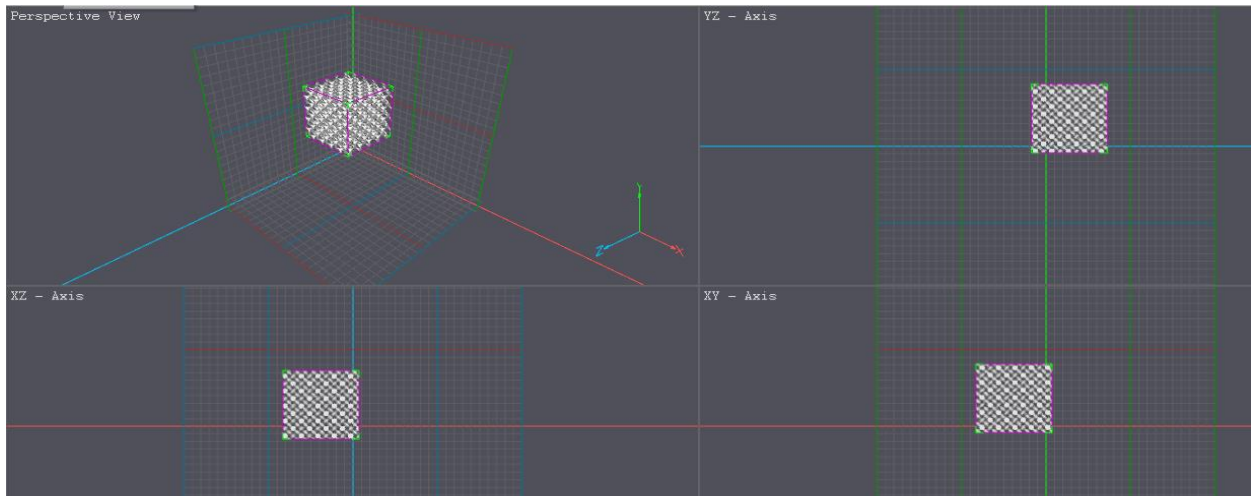 Perspective View
YZ - Axis
Y
Z
X
XZ - Axis
XY - Axis